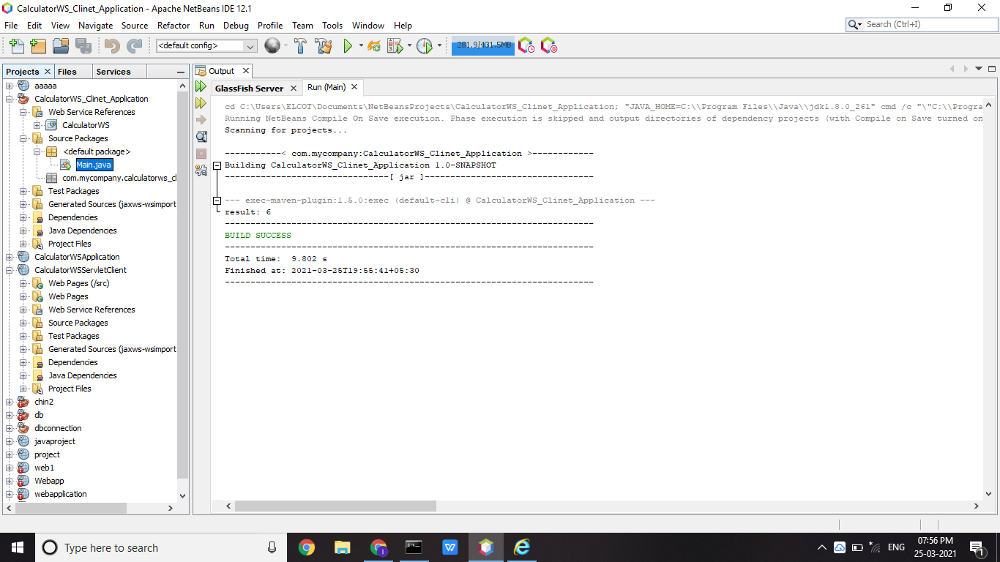 CalculatorWS_Clinet_Application - Apache NetBeans IDE 12.1
File Edit View Navigate Source Refactor Run Debug Profile Team Tools Window Help
Search (Ctrl+I)
<default config>
281.9/431.5MB
Projects Files Services
Output
GlassFish Server
Run (Main)
aaaaa
CalculatorWS_Clinet_Application
Web Service References
CalculatorWS
Source Packages
<default package>
Main.java
com.mycompany.calculatorws_cl
Test Packages
Generated Sources (jaxws-wsimport
Dependencies
Java Dependencies
Project Files
CalculatorWSApplication
CalculatorWSServletClient
Web Pages (/src)
Web Pages
Web Service References
Source Packages
Test Packages
Generated Sources (jaxws-wsimport
Dependencies
Java Dependencies
Project Files
chin2
db
dbconnection
javaproject
project
web1
Webapp
webapplication
cd C:\Users\ELCOT\Documents\NetBeansProjects\CalculatorWS_Clinet_Application; "JAVA_HOME=C:\\Program Files\\Java\\jdk1.8.0_261" cmd /c "\"C:\\Progra
Running NetBeans Compile On Save execution. Phase execution is skipped and output directories of dependency projects (with Compile on Save turned on
Scanning for projects...
-----------< com.mycompany:CalculatorWS_Clinet_Application >------------
Building CalculatorWS_Clinet_Application 1.0-SNAPSHOT
--------------------------------[ jar ]---------------------------------
--- exec-maven-plugin:1.5.0:exec (default-cli) @ CalculatorWS_Clinet_Application ---
result: 6
------------------------------------------------------------------------
BUILD SUCCESS
------------------------------------------------------------------------
Total time:  9.802 s
Finished at: 2021-03-25T19:55:41+05:30
------------------------------------------------------------------------
Type here to search
ENG
07:56 PM
25-03-2021
1